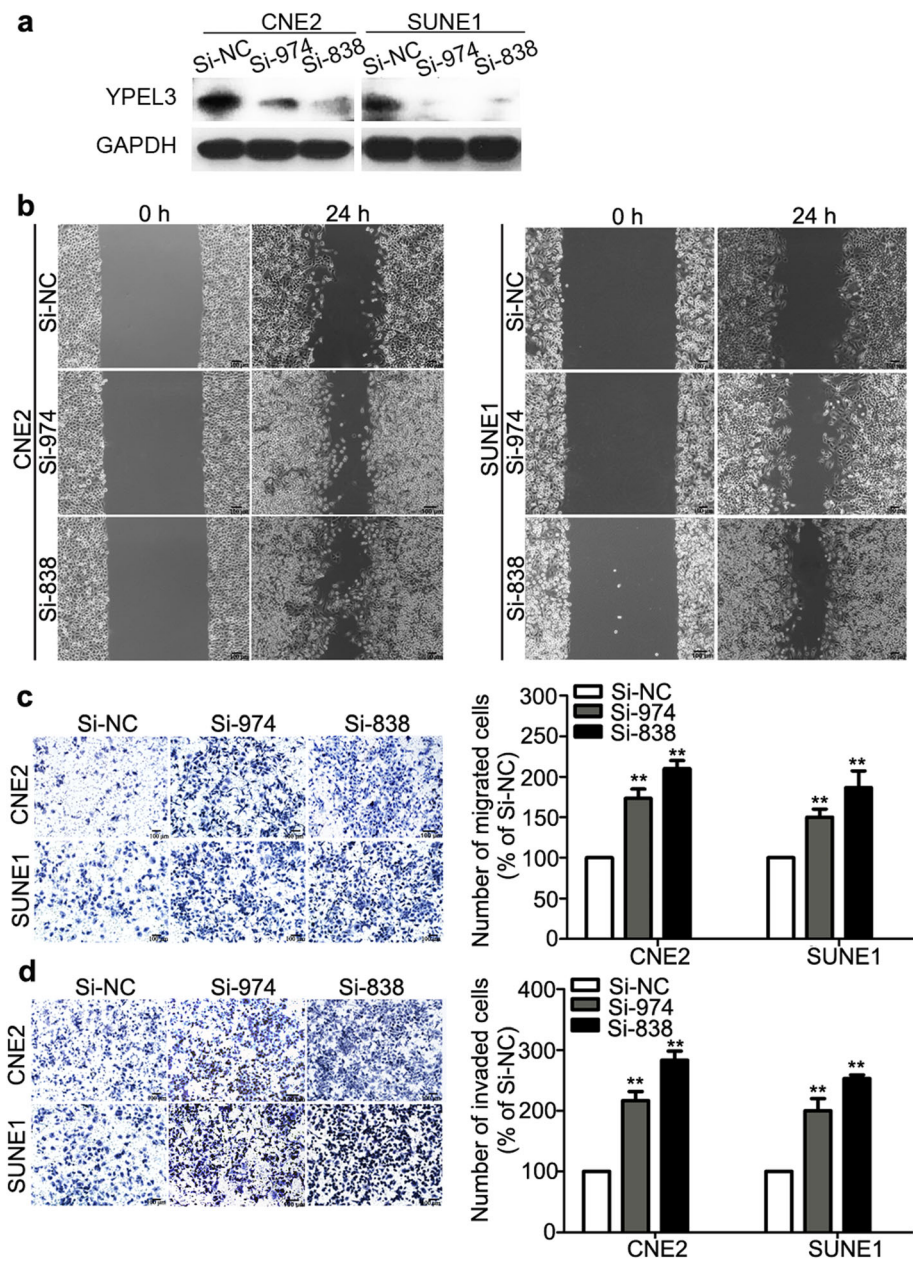 a
CNE2 SUNE1
Si-NC Si-974 Si-838 Si-NC Si-974 Si-838
YPEL3
GAPDH
b
0 h 24 h 0 h 24 h
CNE2
Si-NC
Si-974
Si-838
SUNE1
Si-NC
Si-974
Si-838
c
Si-NC Si-974 Si-838
CNE2
SUNE1
100 μm
Number of migrated cells
(% of Si-NC)
300
250
200
150
100
50
0
Si-NC
Si-974
Si-838
** ** ** **
CNE2 SUNE1
d
Si-NC Si-974 Si-838
CNE2
SUNE1
100 μm
Number of invaded cells
(% of Si-NC)
400
300
200
100
0
Si-NC
Si-974
Si-838
** ** ** **
CNE2 SUNE1